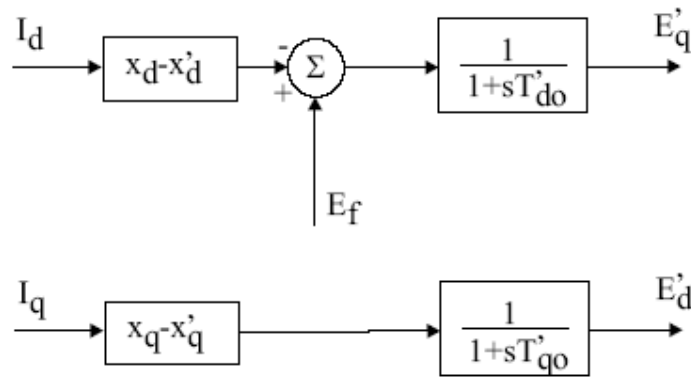 I_d
x_d-x'_d
-
+
Σ
E_f
1
1+sT'_do
E'_q
I_q
x_q-x'_q
1
1+sT'_qo
E'_d